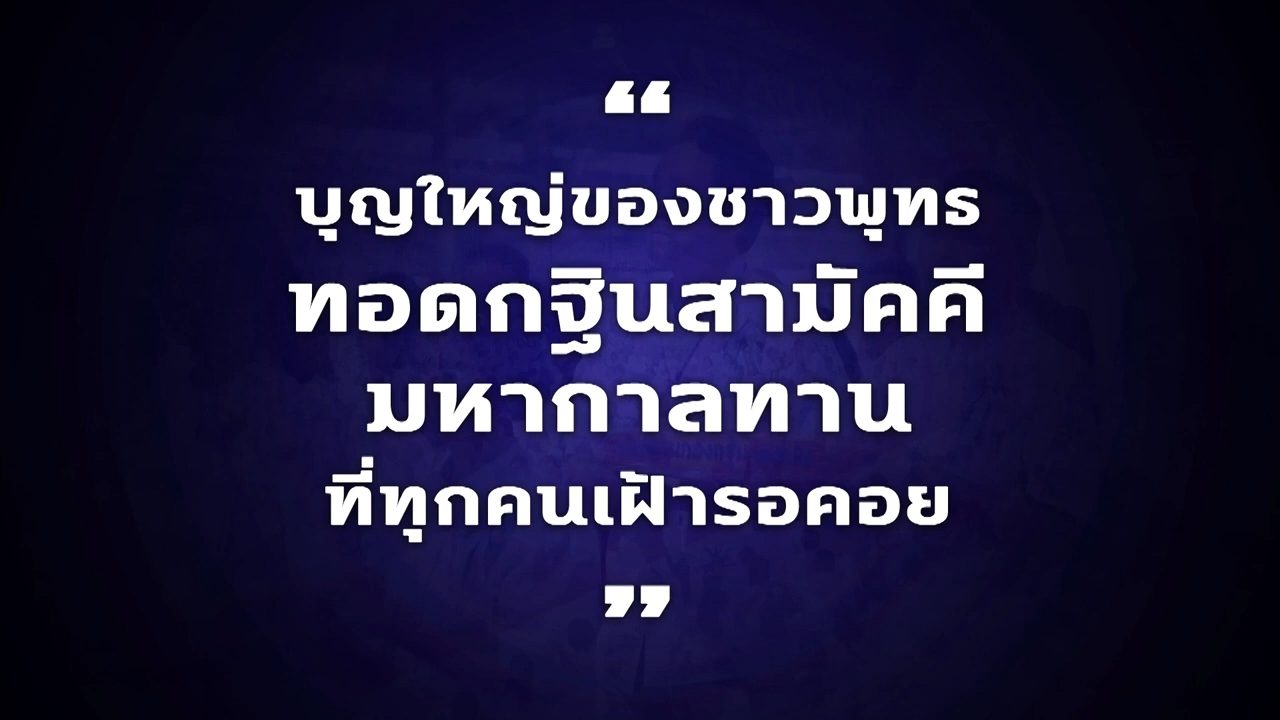 “
บุญใหญ่ของชาวพุทธ
ทอดกฐินสามัคคี
มหากาลทาน
ที่ทุกคนเฝ้ารอคอย
”